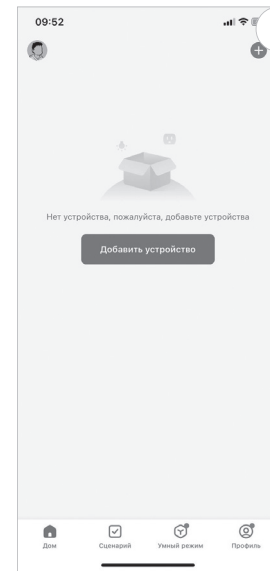 09:52
Нет устройства, пожалуйста, добавьте устройства
Добавить устройство
Дом
Сценарий
Умный режим
Профиль